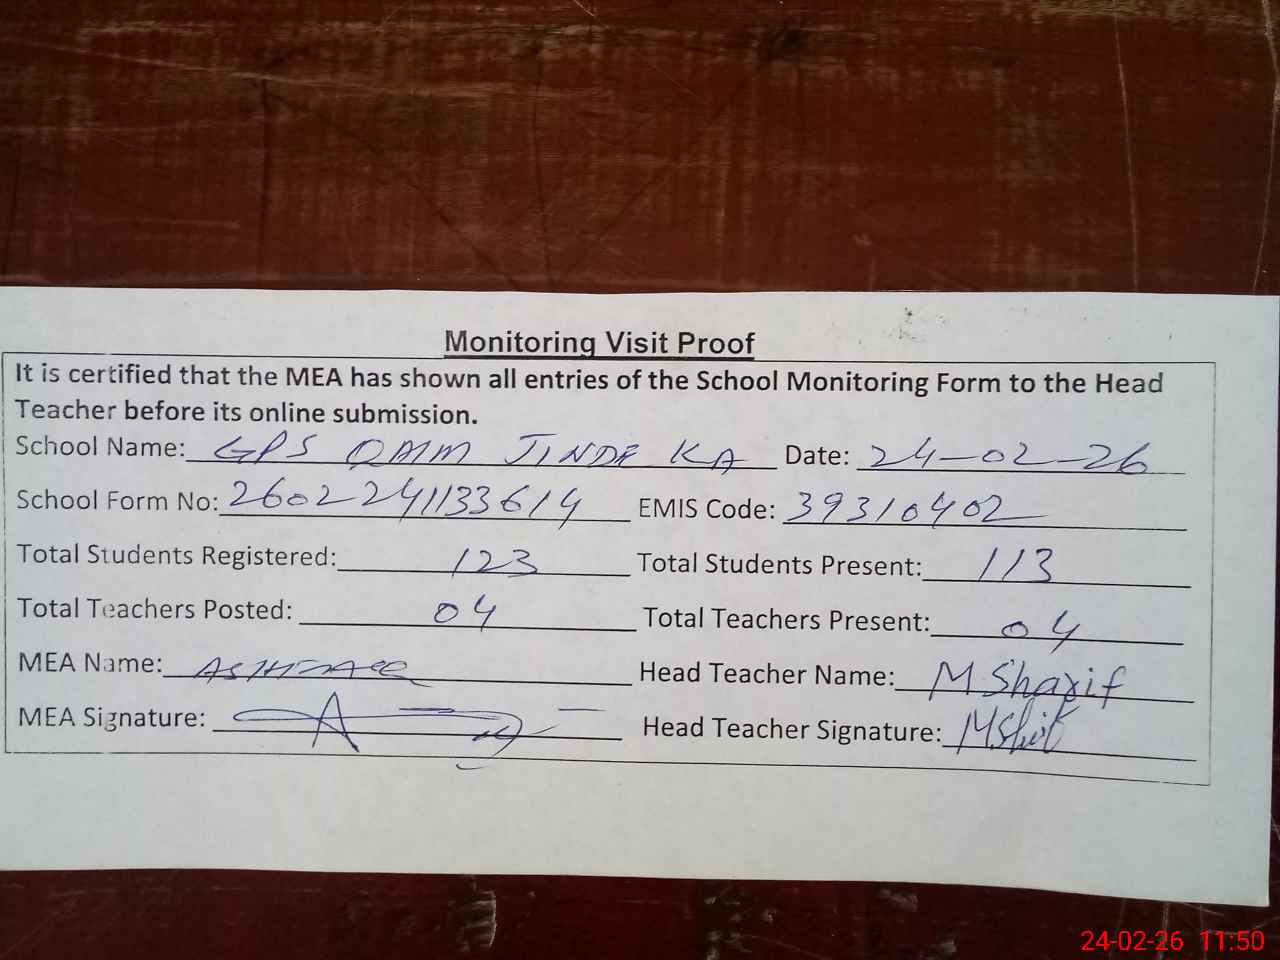 Monitoring Visit Proof
It is certified that the MEA has shown all entries of the School Monitoring Form to the Head
Teacher before its online submission.
School Name: GPS QAIM JINDE KA Date: 24-02-26
School Form No: 2602241133614 EMIS Code: 39310402
Total Students Registered: 123 Total Students Present: 113
Total Teachers Posted: 04 Total Teachers Present: 04
MEA Name: Head Teacher Name: M Sharif
MEA Signature: Head Teacher Signature: M.Sharif
24-02-26 11:50